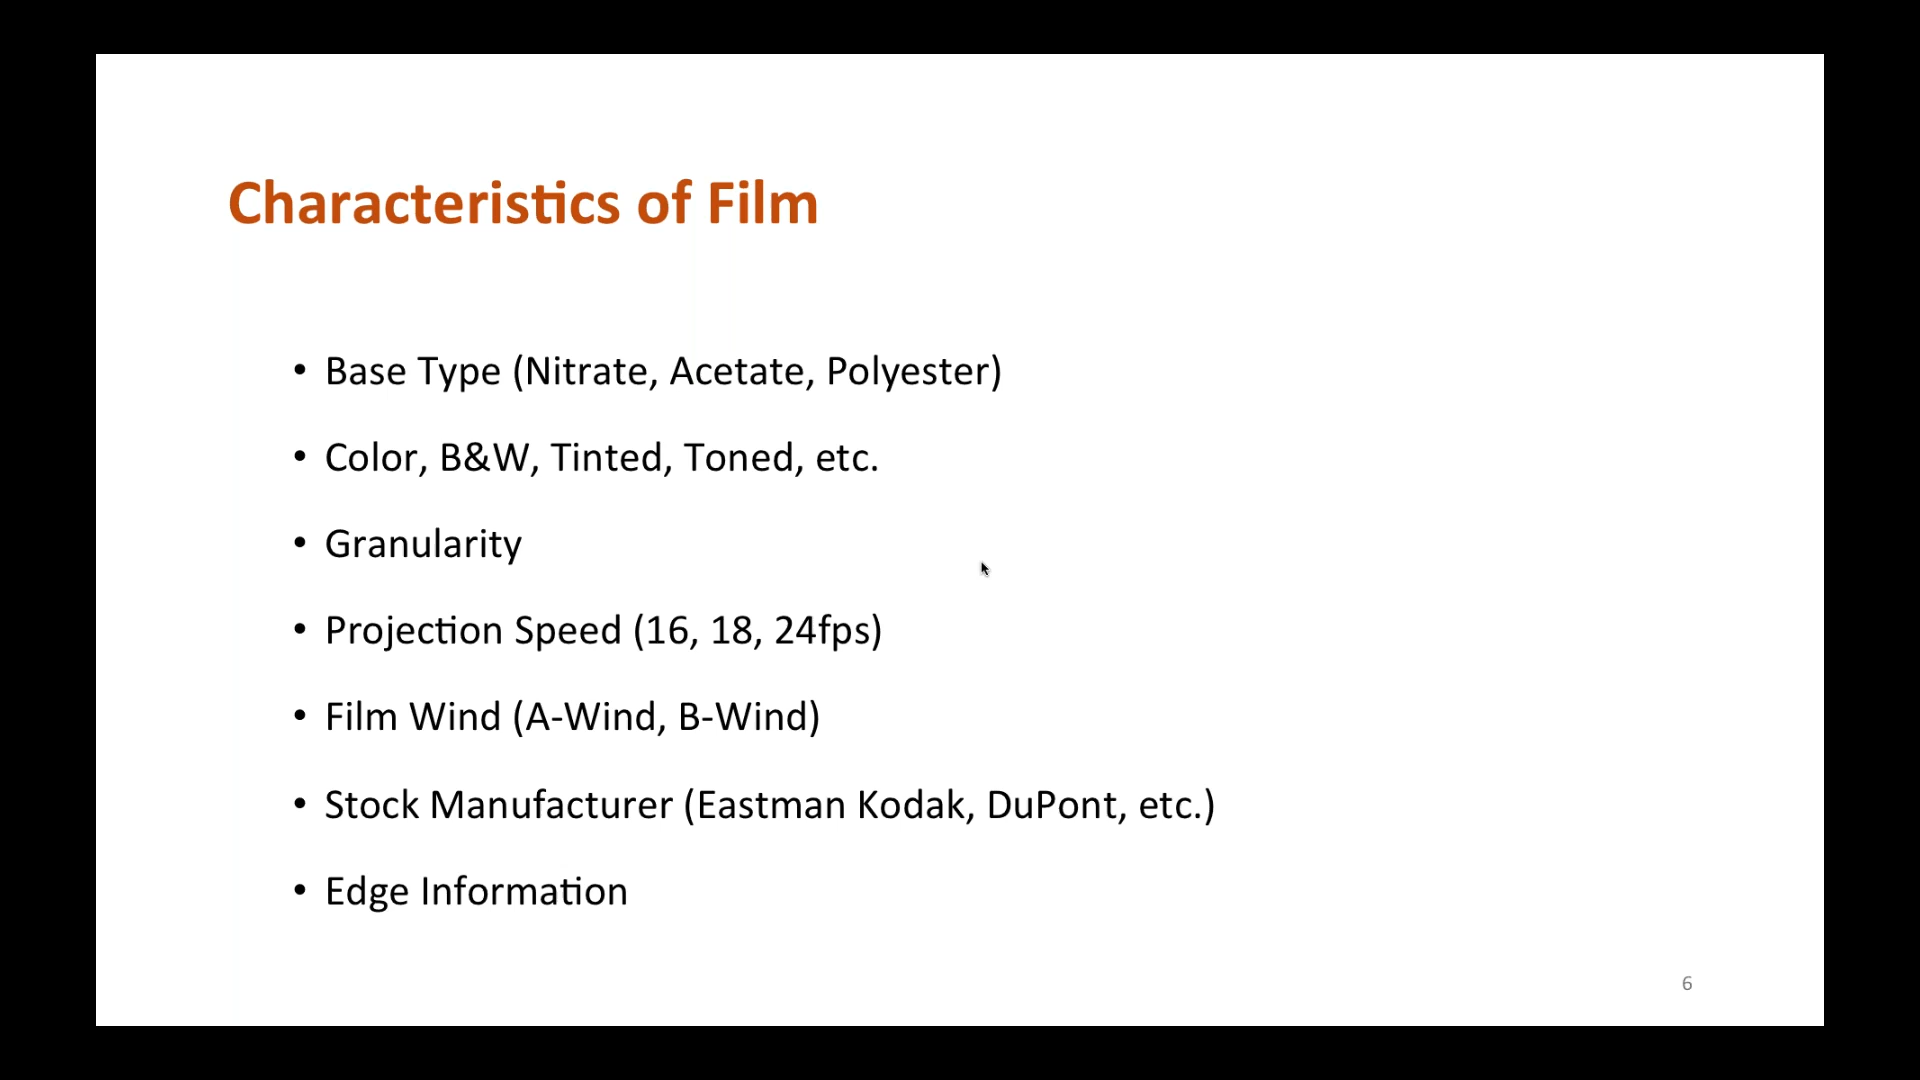 Characteristics of Film
• Base Type (Nitrate, Acetate, Polyester)
• Color, B&W, Tinted, Toned, etc.
• Granularity
• Projection Speed (16, 18, 24fps)
• Film Wind (A-Wind, B-Wind)
• Stock Manufacturer (Eastman Kodak, DuPont, etc.)
• Edge Information
6